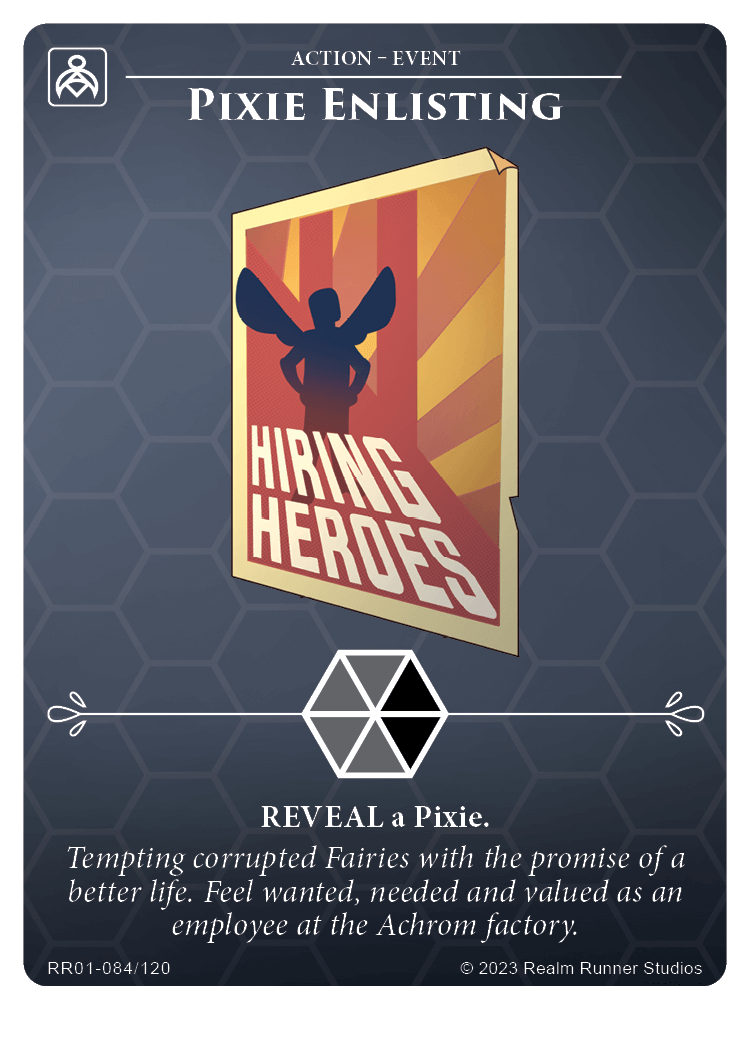 ACTION – EVENT
PIXIE ENLISTING
HIRING
HEROES
REVEAL a Pixie.
Tempting corrupted Fairies with the promise of a
better life. Feel wanted, needed and valued as an
employee at the Achrom factory.
RR01-084/120
© 2023 Realm Runner Studios